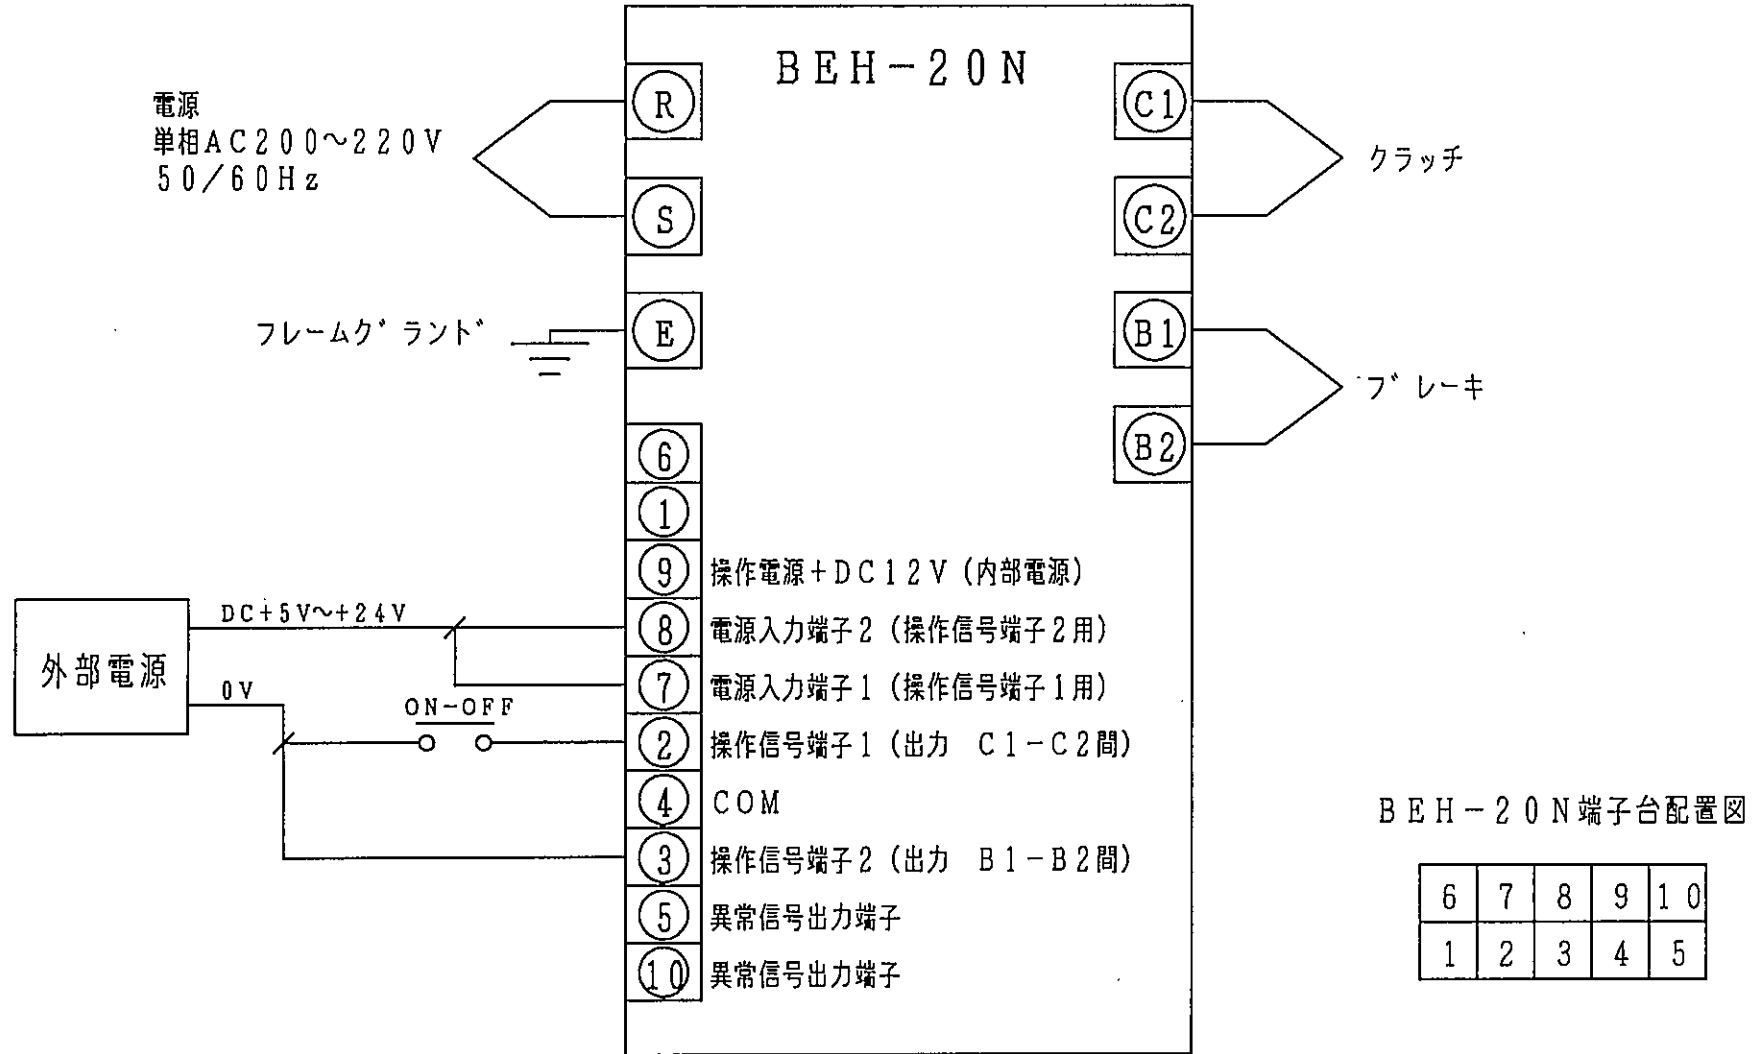 BEH-20N
電源
単相AC200~220V
50/60Hz
R
S
フレームグランド
E
C1
C2
クラッチ
B1
B2
ブレーキ
6
1
9 操作電源+DC12V (内部電源)
8 電源入力端子2 (操作信号端子2用)
7 電源入力端子1 (操作信号端子1用)
2 操作信号端子1 (出力 C1-C2間)
4 COM
3 操作信号端子2 (出力 B1-B2間)
5 異常信号出力端子
10 異常信号出力端子
外部電源
DC+5V~+24V
0V
ON-OFF
BEH-20N端子台配置図
6 7 8 9 10
1 2 3 4 5